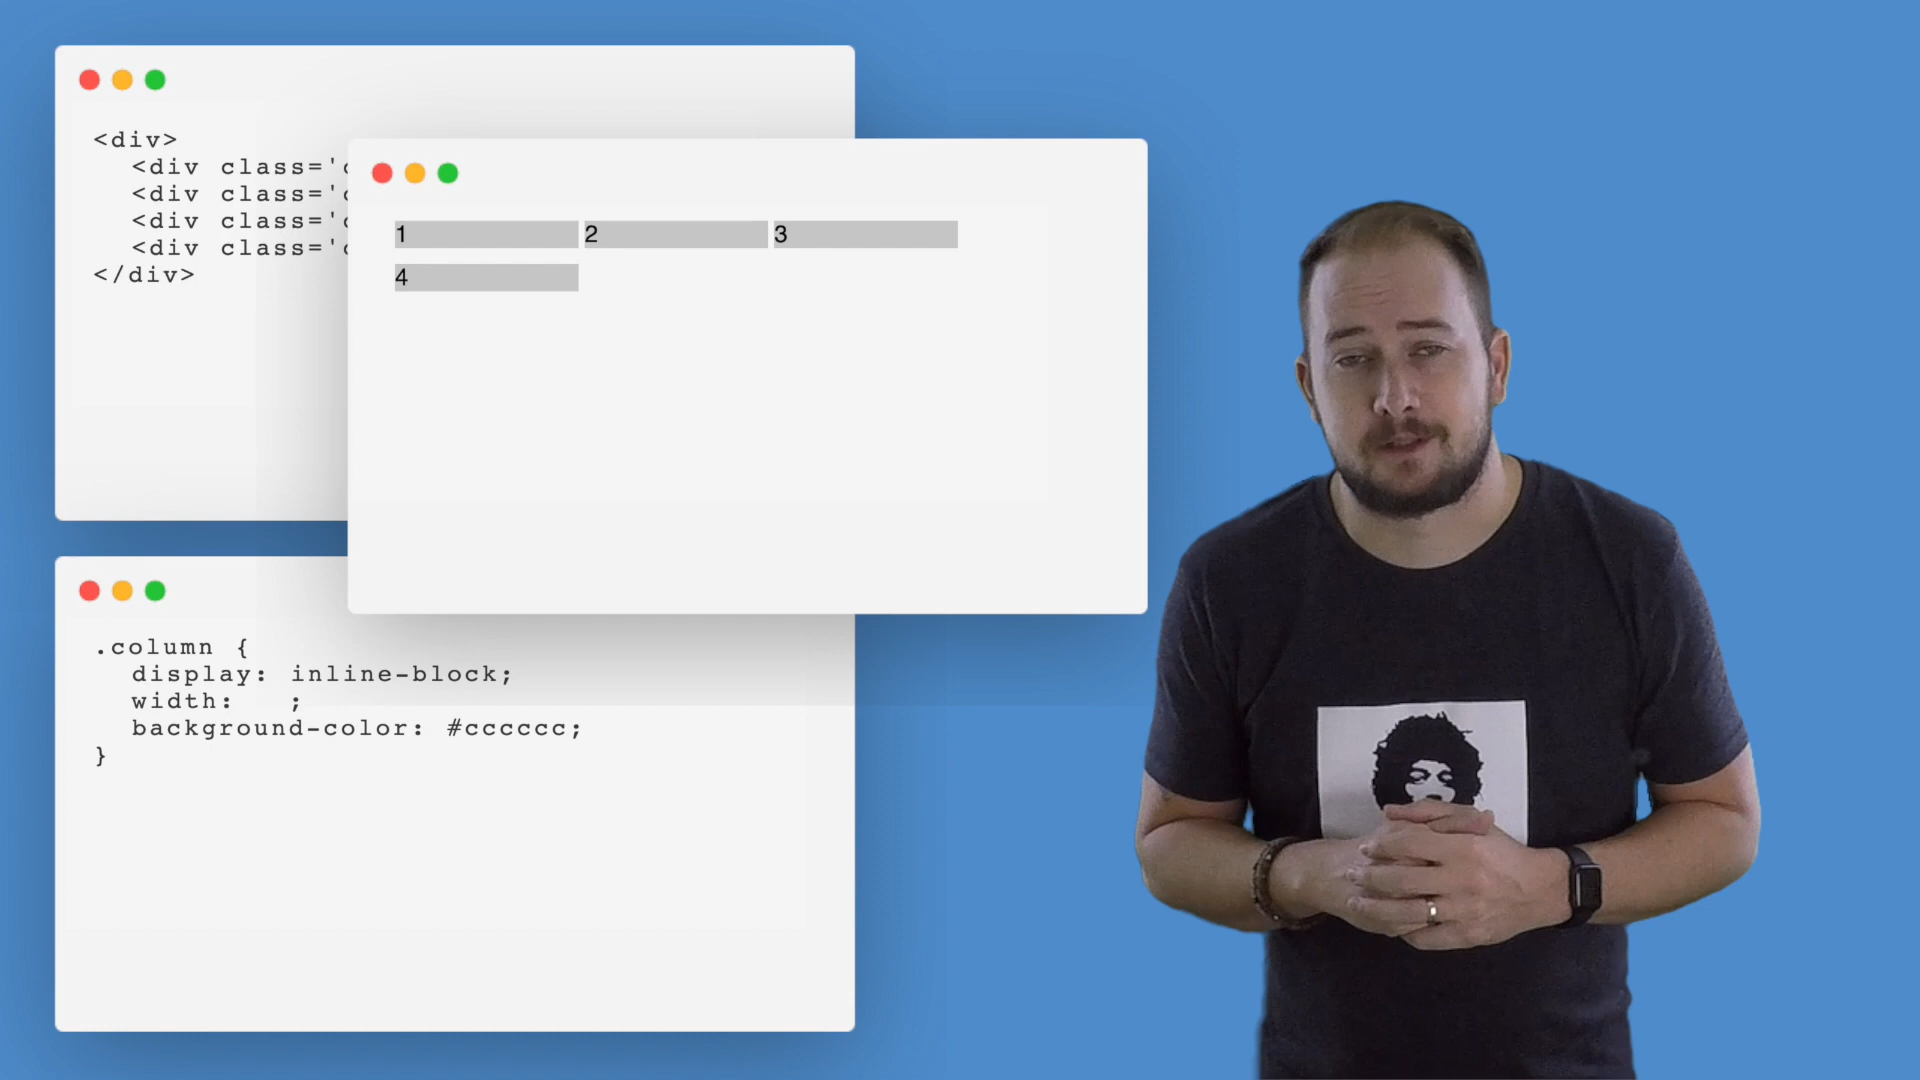 <div>
<div class='
<div class='
<div class='
<div class='
</div>
1 2 3
4
.column {
display: inline-block;
width: ;
background-color: #cccccc;
}